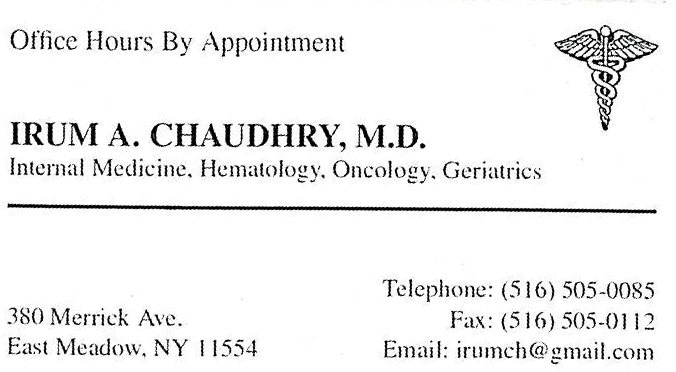 Office Hours By Appointment
IRUM A. CHAUDHRY, M.D.
Internal Medicine, Hematology, Oncology, Geriatrics
380 Merrick Ave.
East Meadow, NY 11554
Telephone: (516) 505-0085
Fax: (516) 505-0112
Email: irumch@gmail.com